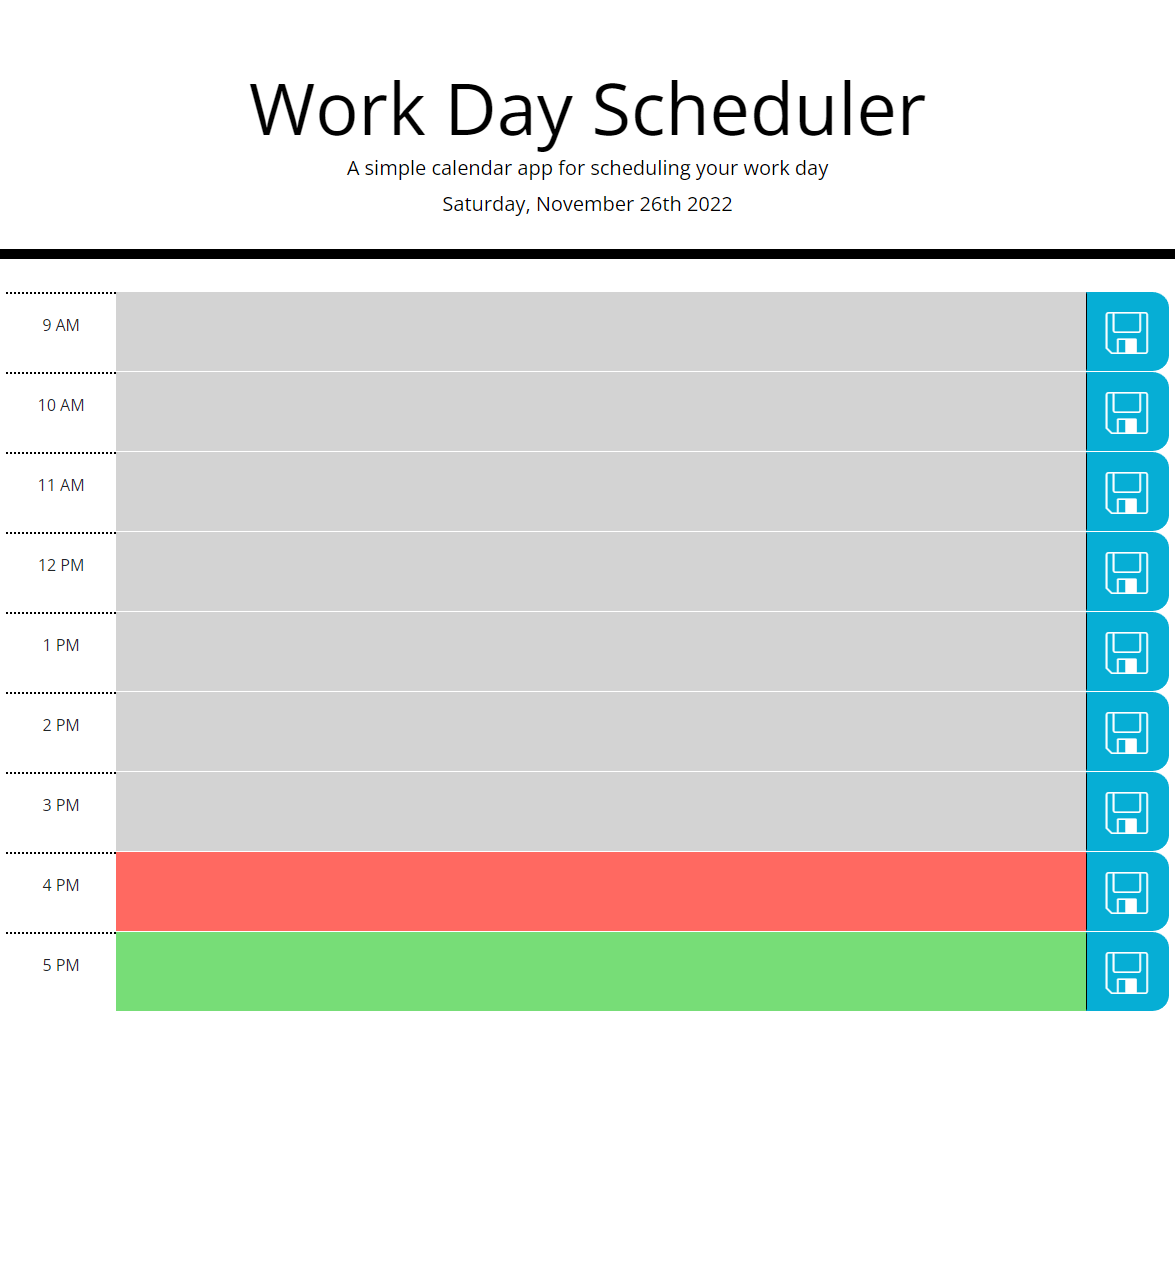 Work Day Scheduler
A simple calendar app for scheduling your work day
Saturday, November 26th 2022
9 AM
10 AM
11 AM
12 PM
1 PM
2 PM
3 PM
4 PM
5 PM